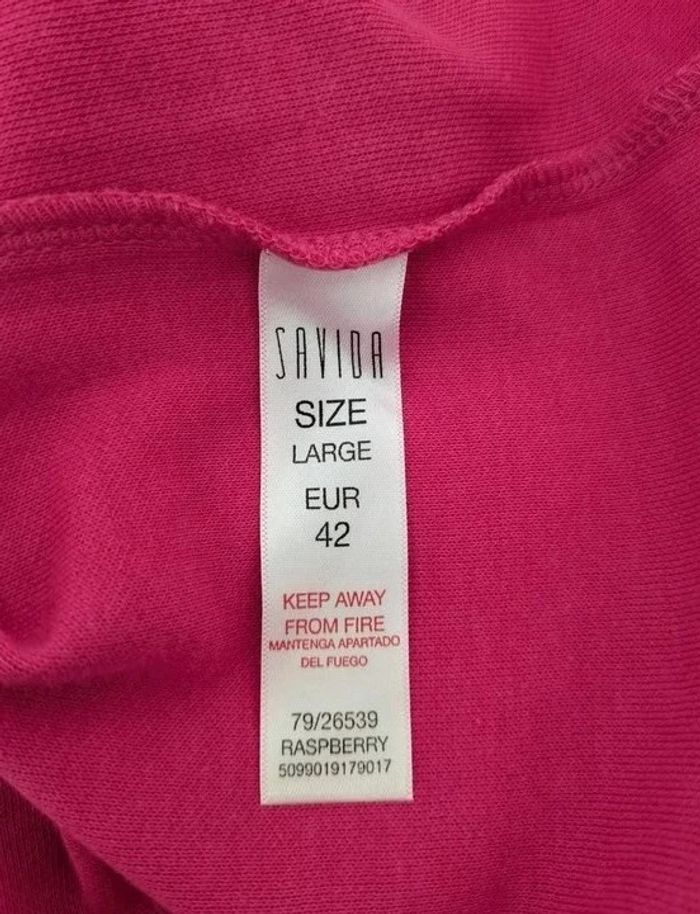 SAVIDA
SIZE
LARGE
EUR
42
KEEP AWAY
FROM FIRE
MANTENGA APARTADO
DEL FUEGO
79/26539
RASPBERRY
5099019179017